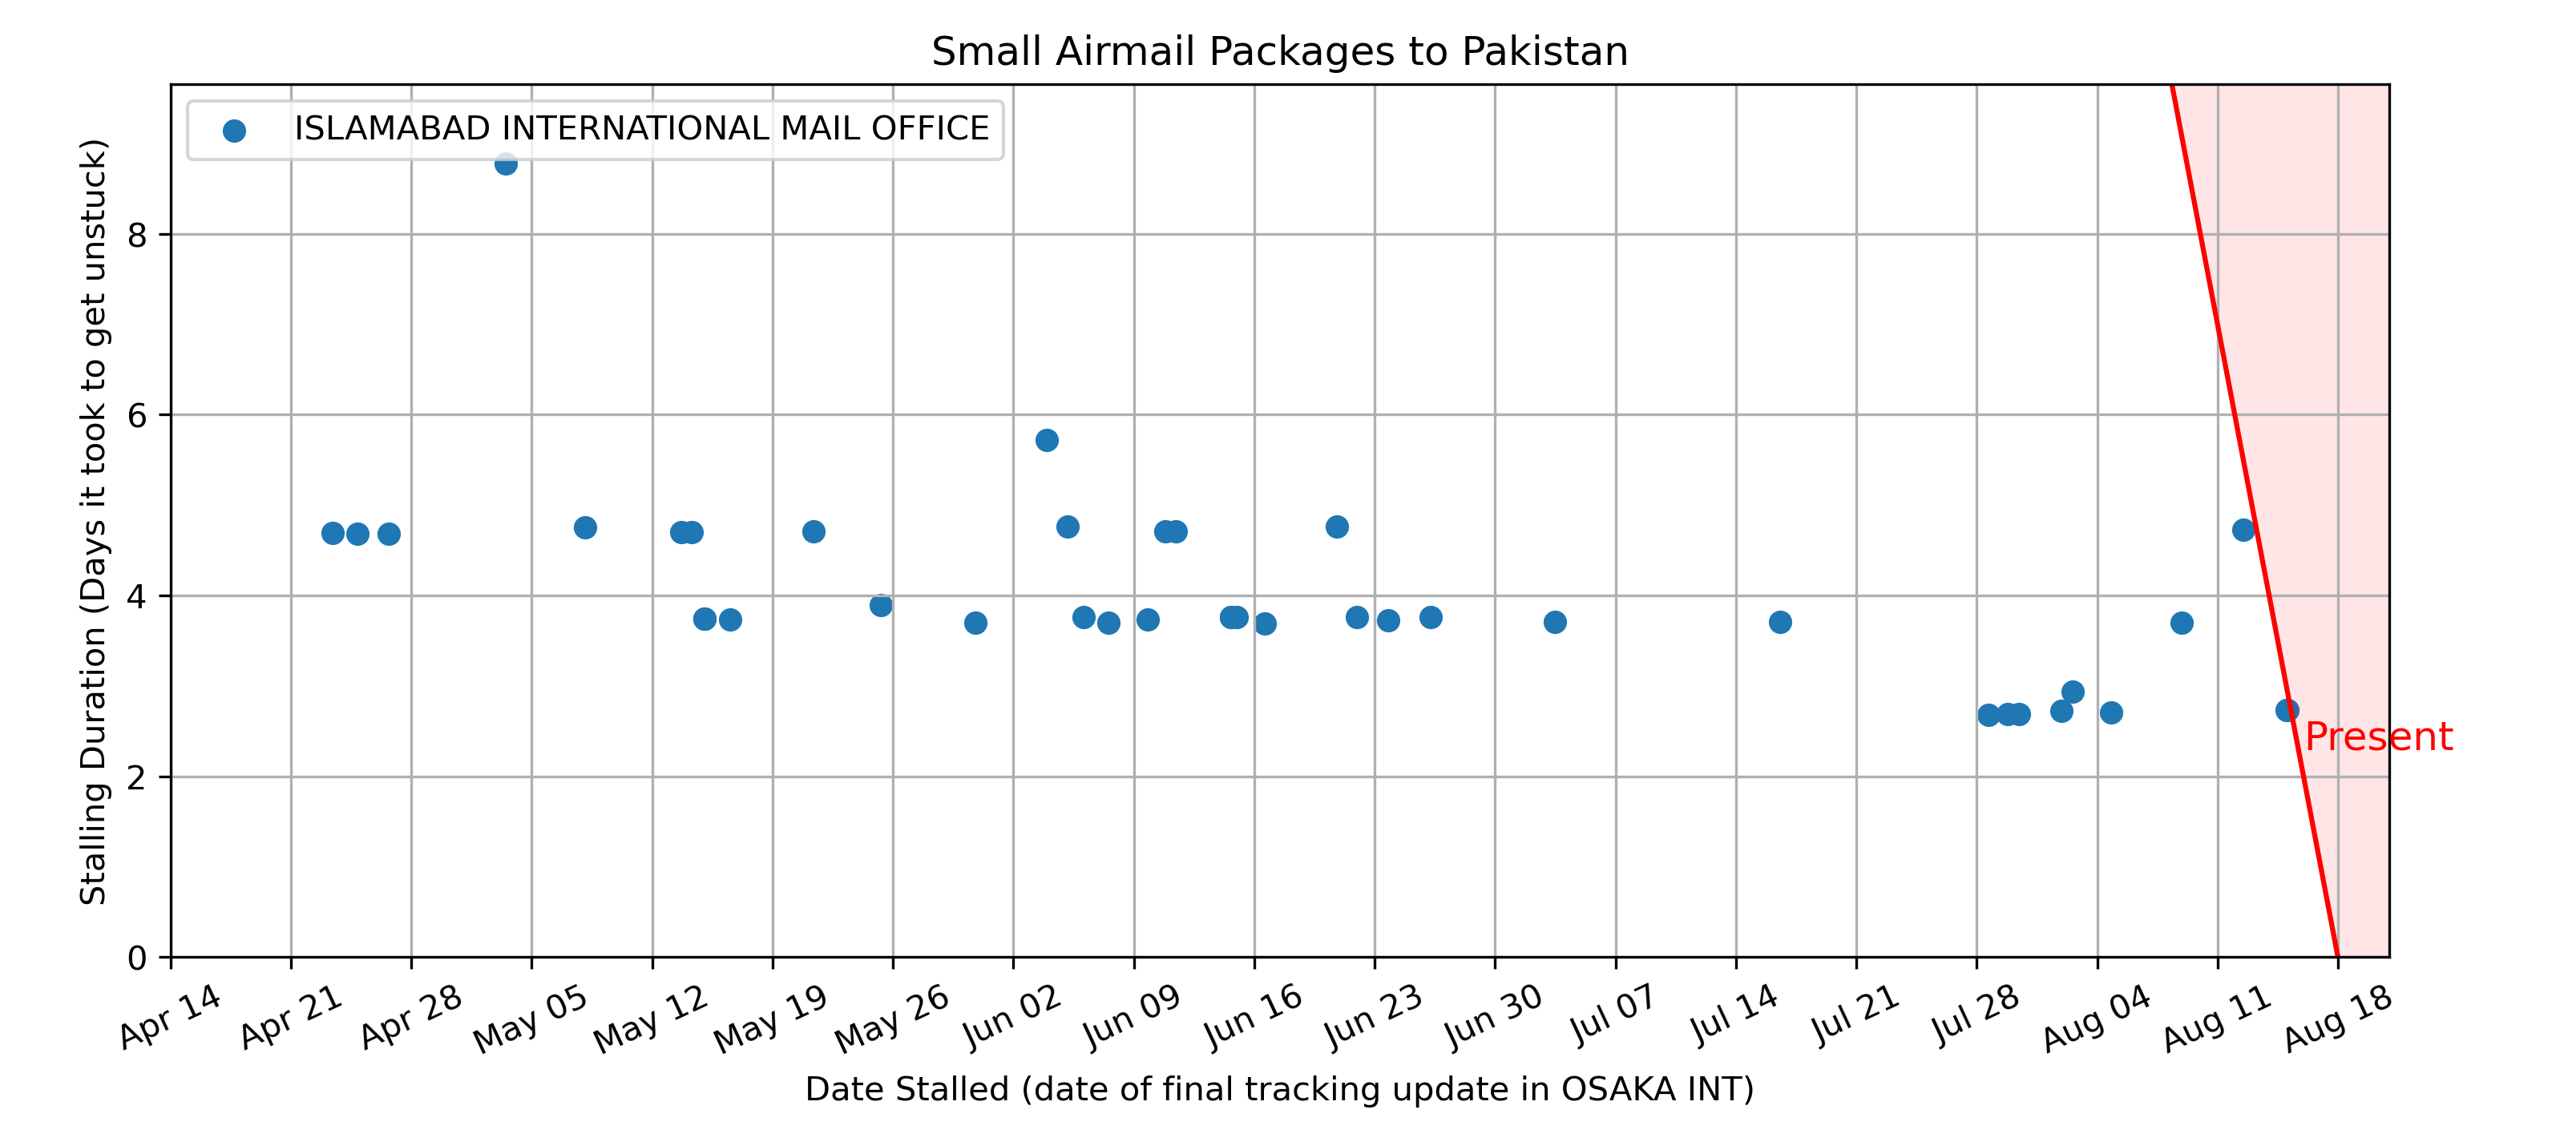 Small Airmail Packages to Pakistan
ISLAMABAD INTERNATIONAL MAIL OFFICE
Stalling Duration (Days it took to get unstuck)
8
6
4
2
0
Present
Apr 14
Apr 21
Apr 28
May 05
May 12
May 19
May 26
Jun 02
Jun 09
Jun 16
Jun 23
Jun 30
Jul 07
Jul 14
Jul 21
Jul 28
Aug 04
Aug 11
Aug 18
Date Stalled (date of final tracking update in OSAKA INT)